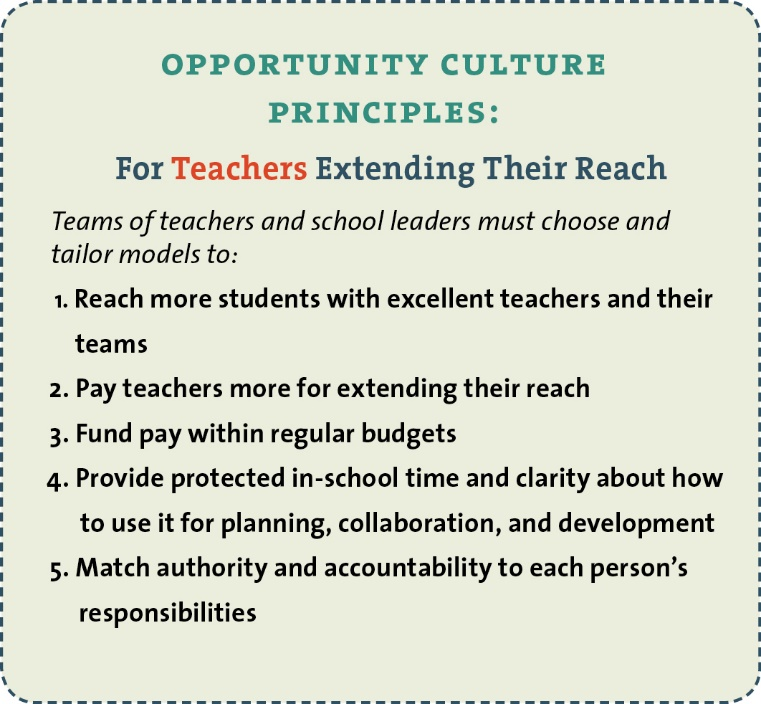 OPPORTUNITY CULTURE
PRINCIPLES:
For Teachers Extending Their Reach
Teams of teachers and school leaders must choose and
tailor models to:
1. Reach more students with excellent teachers and their
teams
2. Pay teachers more for extending their reach
3. Fund pay within regular budgets
4. Provide protected in-school time and clarity about how
to use it for planning, collaboration, and development
5. Match authority and accountability to each person’s
responsibilities